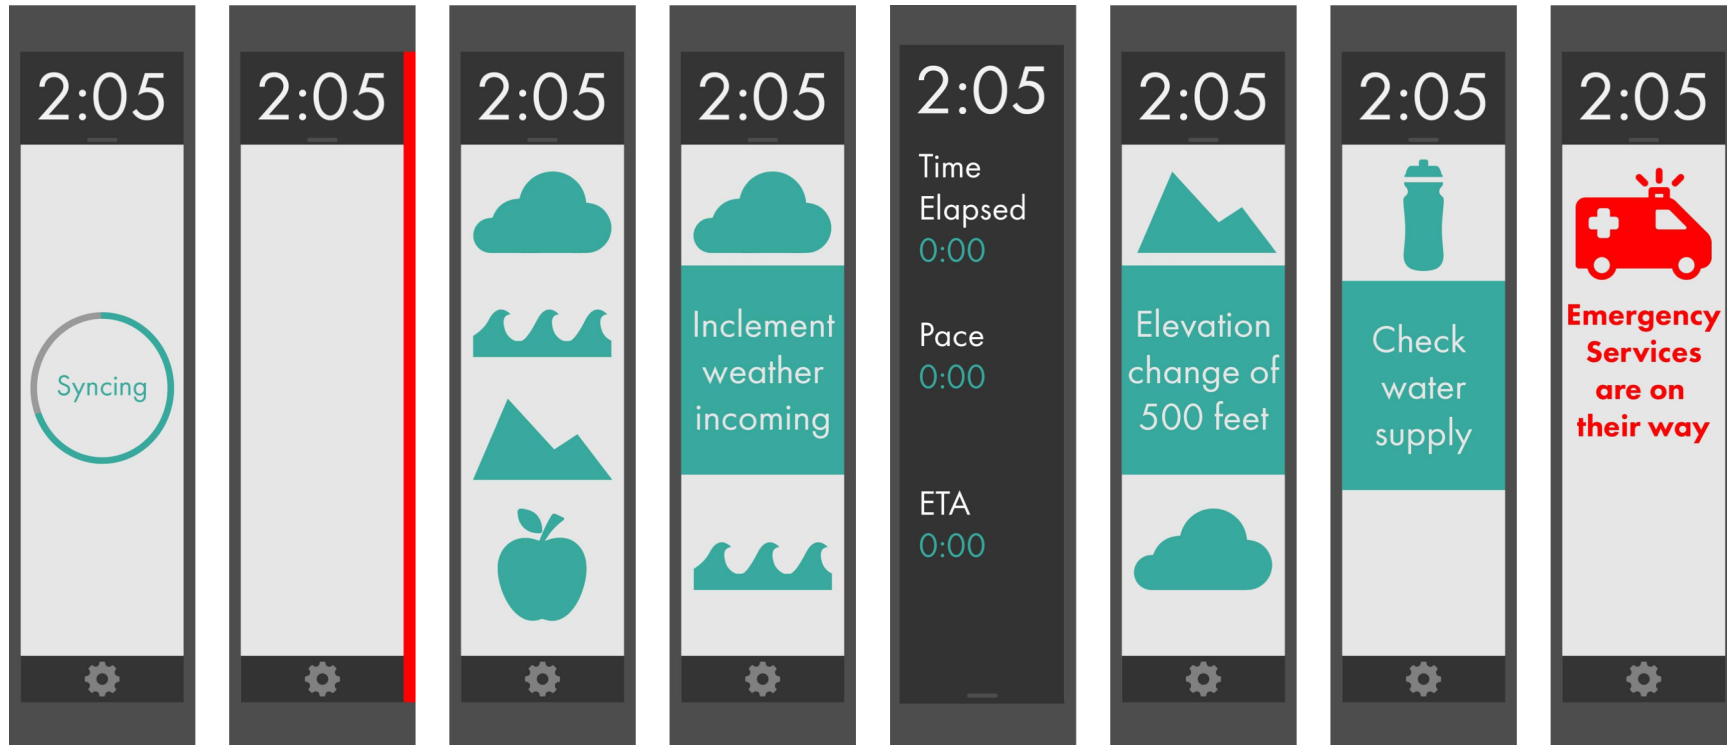 2:05
Syncing
2:05
2:05
2:05
Inclement
weather
incoming
2:05
Time
Elapsed
0:00
Pace
0:00
ETA
0:00
2:05
Elevation
change of
500 feet
2:05
Check
water
supply
2:05
Emergency
Services
are on
their way